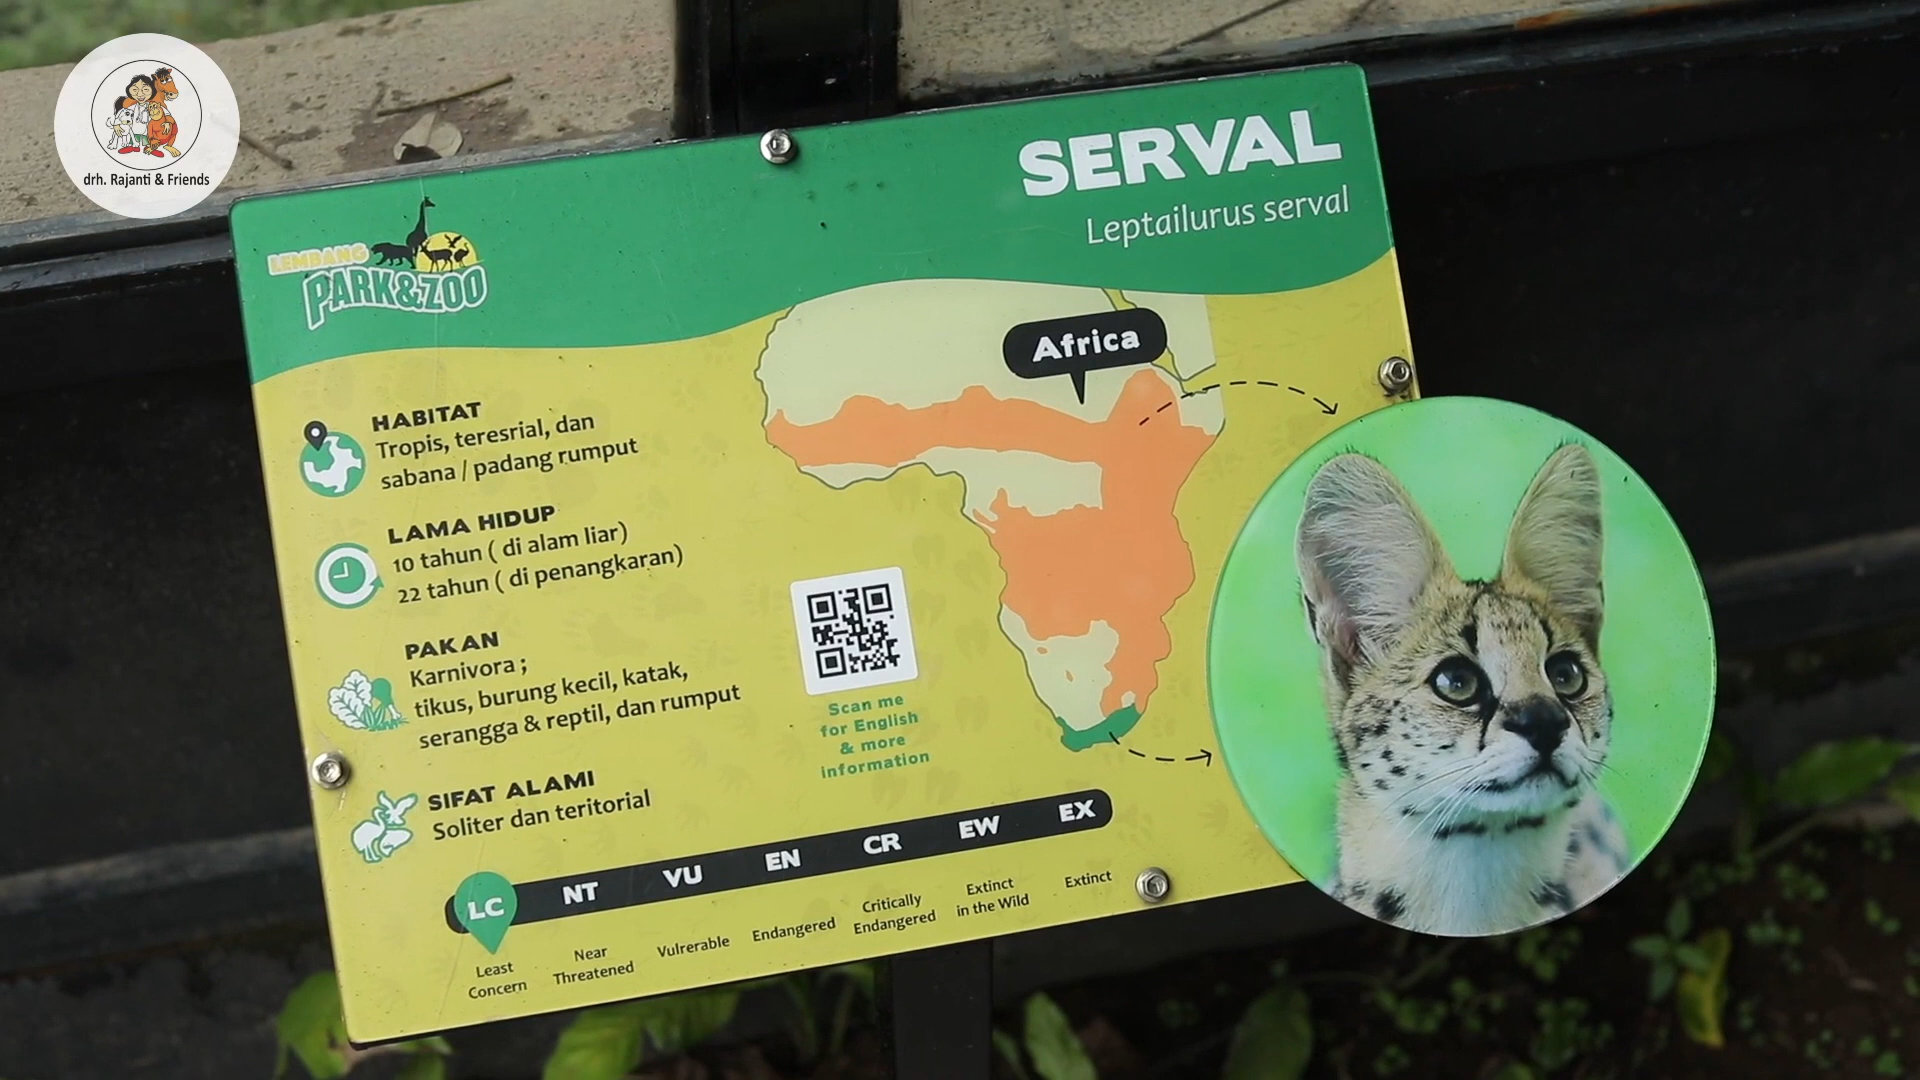 drh. Rajanti & Friends
SERVAL
Leptailurus serval
LEMBANG
PARK&ZOO
Africa
HABITAT
Tropis, teresrial, dan
sabana / padang rumput
LAMA HIDUP
10 tahun ( di alam liar)
22 tahun ( di penangkaran)
PAKAN
Karnivora ;
tikus, burung kecil, katak,
serangga & reptil, dan rumput
SIFAT ALAMI
Soliter dan teritorial
Scan me
for English
& more
information
LC NT VU EN CR EW EX
Least
Concern
Near
Threatened
Vulrerable
Endangered
Critically
Endangered
Extinct
in the Wild
Extinct